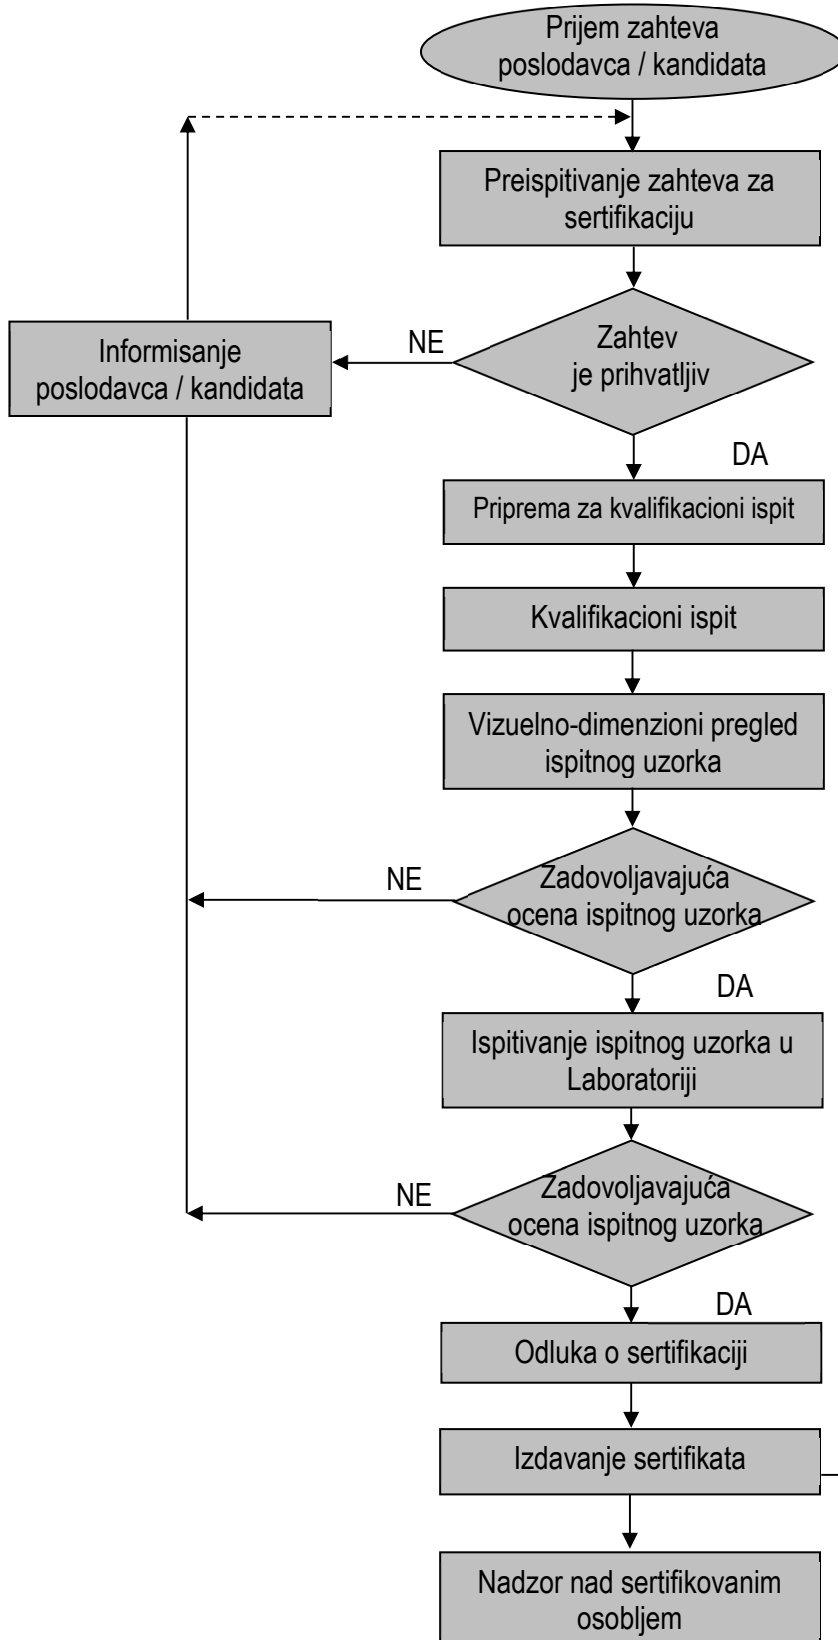 Prijem zahteva
poslodavca / kandidata
Preispitivanje zahteva za
sertifikaciju
Zahtev
je prihvatljiv
NE
Informisanje
poslodavca / kandidata
DA
Priprema za kvalifikacioni ispit
Kvalifikacioni ispit
Vizuelno-dimenzioni pregled
ispitnog uzorka
Zadovoljavajuća
ocena ispitnog uzorka
NE
DA
Ispitivanje ispitnog uzorka u
Laboratoriji
Zadovoljavajuća
ocena ispitnog uzorka
NE
DA
Odluka o sertifikaciji
Izdavanje sertifikata
Nadzor nad sertifikovanim
osobljem